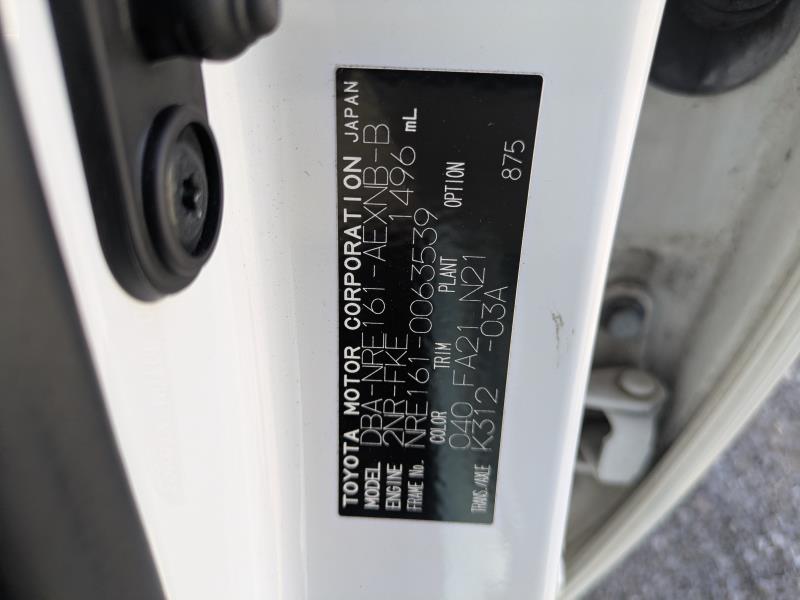 TOYOTA MOTOR CORPORATION JAPAN
MODEL DBA-NRE161-AEXNB-B
ENGINE 2NR-FKE 1496 mL
FRAME No. NRE161-0063539
COLOR TRIM PLANT OPTION
040 FA21 N21 875
TRANS./AXLE K312 -03A